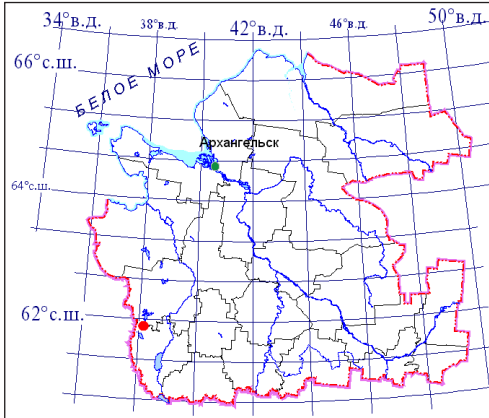 34°в.д.
38°в.д.
42°в.д.
46°в.д.
50°в.д.
66°с.ш.
БЕЛОЕ МОРЕ
Архангельск
64°с.ш.
62°с.ш.